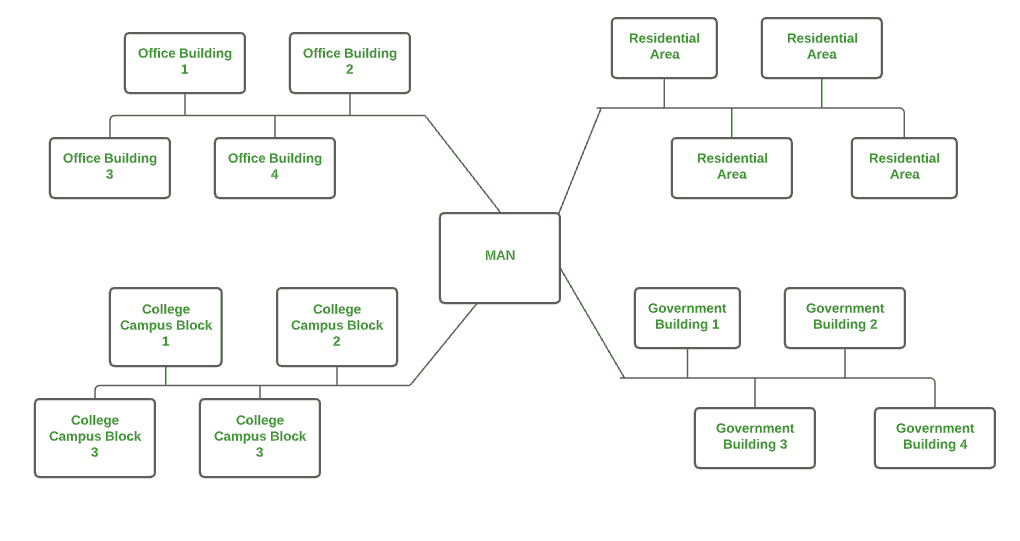 Office Building
1
Office Building
2
Office Building
3
Office Building
4
Residential
Area
Residential
Area
Residential
Area
Residential
Area
MAN
College
Campus Block
1
College
Campus Block
2
College
Campus Block
3
College
Campus Block
3
Government
Building 1
Government
Building 2
Government
Building 3
Government
Building 4